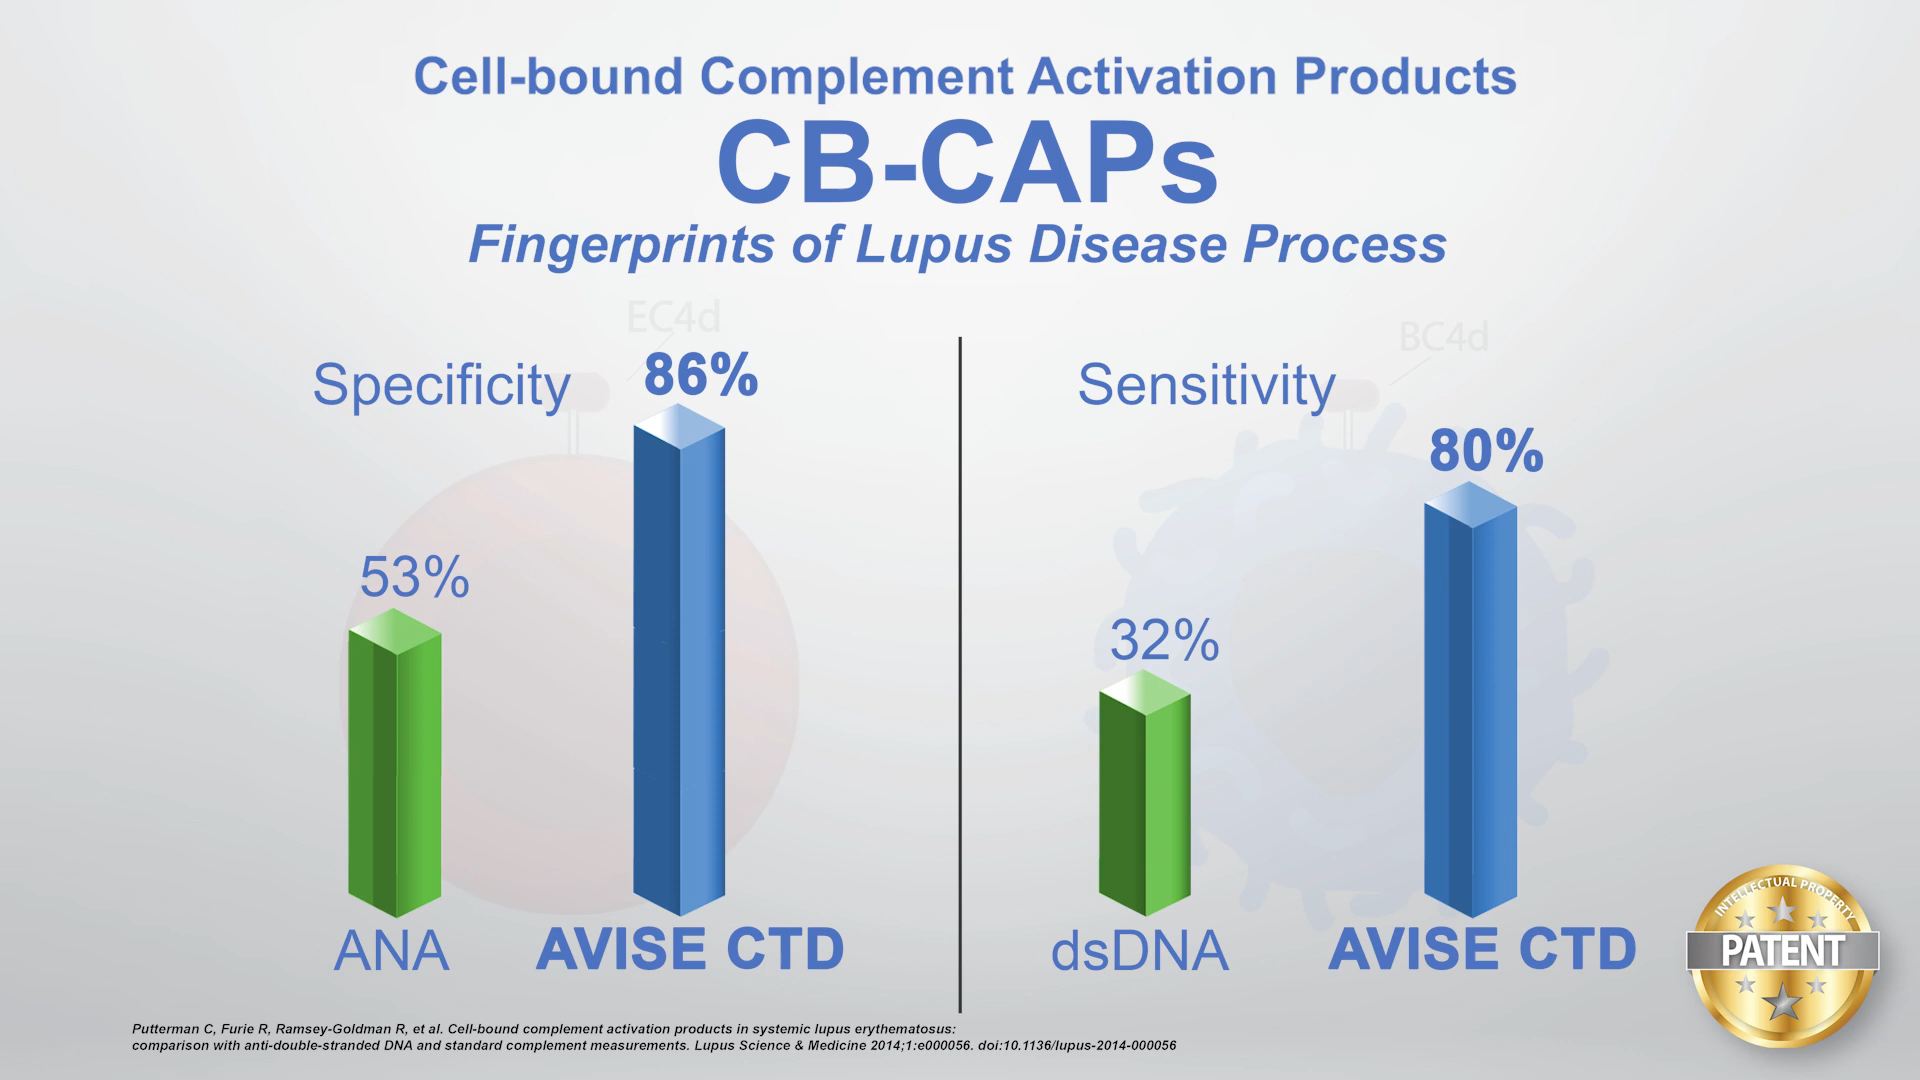 Cell-bound Complement Activation Products
CB-CAPs
Fingerprints of Lupus Disease Process
EC4d
Specificity
86%
53%
ANA
AVISE CTD
BC4d
Sensitivity
80%
32%
dsDNA
AVISE CTD
INTELLECTUAL PROPERTY
PATENT
Putterman C, Furie R, Ramsey-Goldman R, et al. Cell-bound complement activation products in systemic lupus erythematosus:
comparison with anti-double-stranded DNA and standard complement measurements. Lupus Science & Medicine 2014;1:e000056. doi:10.1136/lupus-2014-000056